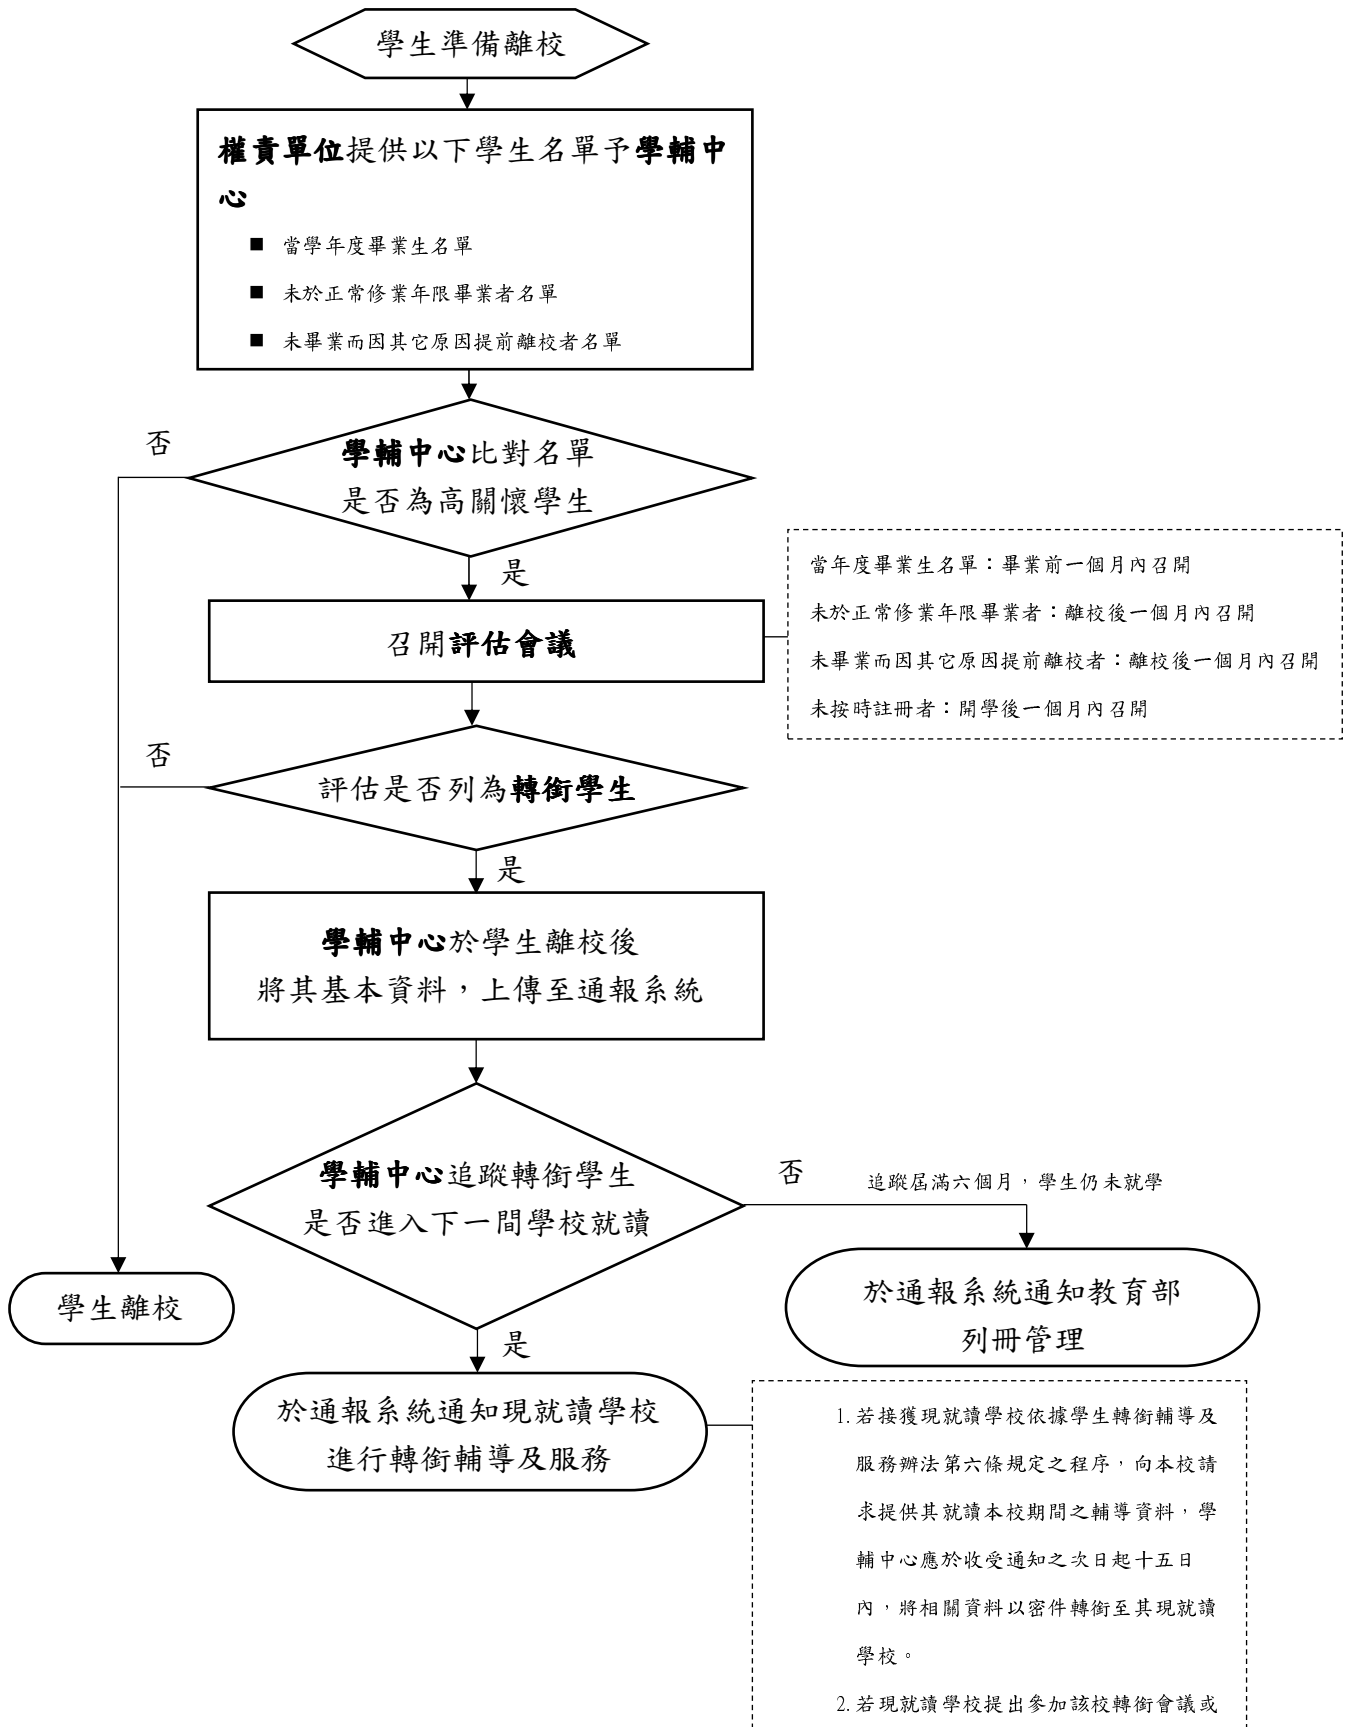 學生準備離校
權責單位提供以下學生名單予學輔中
心
■ 當學年度畢業生名單
■ 未於正常修業年限畢業者名單
■ 未畢業而因其它原因提前離校者名單
否
學輔中心比對名單
是否為高關懷學生
是
當年度畢業生名單：畢業前一個月內召開
未於正常修業年限畢業者：離校後一個月內召開
未畢業而因其它原因提前離校者：離校後一個月內召開
未按時註冊者：開學後一個月內召開
召開評估會議
否
評估是否列為轉銜學生
是
學輔中心於學生離校後
將其基本資料，上傳至通報系統
學輔中心追蹤轉銜學生
是否進入下一間學校就讀
否
追蹤屆滿六個月，學生仍未就學
學生離校
於通報系統通知教育部
列冊管理
是
於通報系統通知現就讀學校
進行轉銜輔導及服務
1.若接獲現就讀學校依據學生轉銜輔導及
服務辦法第六條規定之程序，向本校請
求提供其就讀本校期間之輔導資料，學
輔中心應於收受通知之次日起十五日
內，將相關資料以密件轉銜至其現就讀
學校。
2.若現就讀學校提出參加該校轉銜會議或